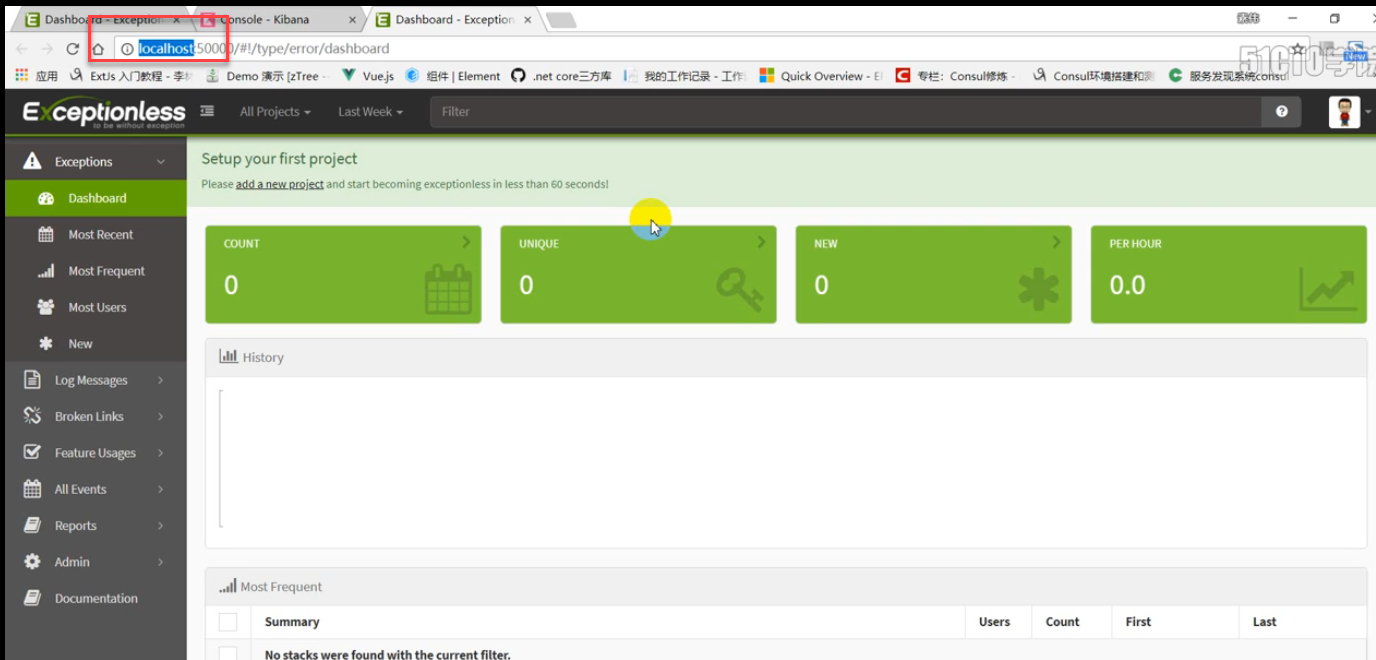 Dashboard - Exception
Console - Kibana
Dashboard - Exception
localhost:50000/#!/type/error/dashboard
51CTO学院
应用
ExtJs 入门教程 - 李
Demo 演示 [zTree -
Vue.js
组件 | Element
.net core三方库
我的工作记录 - 工作
Quick Overview - El
专栏：Consul修炼 -
Consul环境搭建和测
服务发现系统consul
New
Exceptionless
to be without exception
All Projects
Last Week
Filter
Exceptions
Dashboard
Most Recent
Most Frequent
Most Users
New
Log Messages
Broken Links
Feature Usages
All Events
Reports
Admin
Documentation
Setup your first project
Please add a new project and start becoming exceptionless in less than 60 seconds!
COUNT
0
UNIQUE
0
NEW
0
PER HOUR
0.0
History
Most Frequent
Summary Users Count First Last
No stacks were found with the current filter.